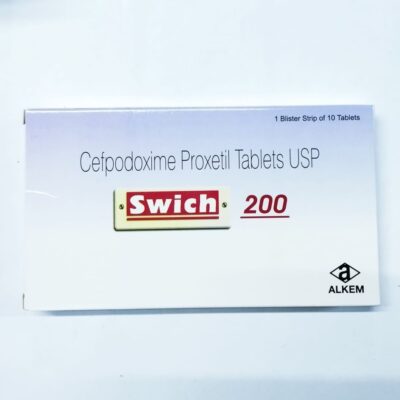 1 Blister Strip of 10 Tablets
Cefpodoxime Proxetil Tablets USP
Swich 200
a
ALKEM